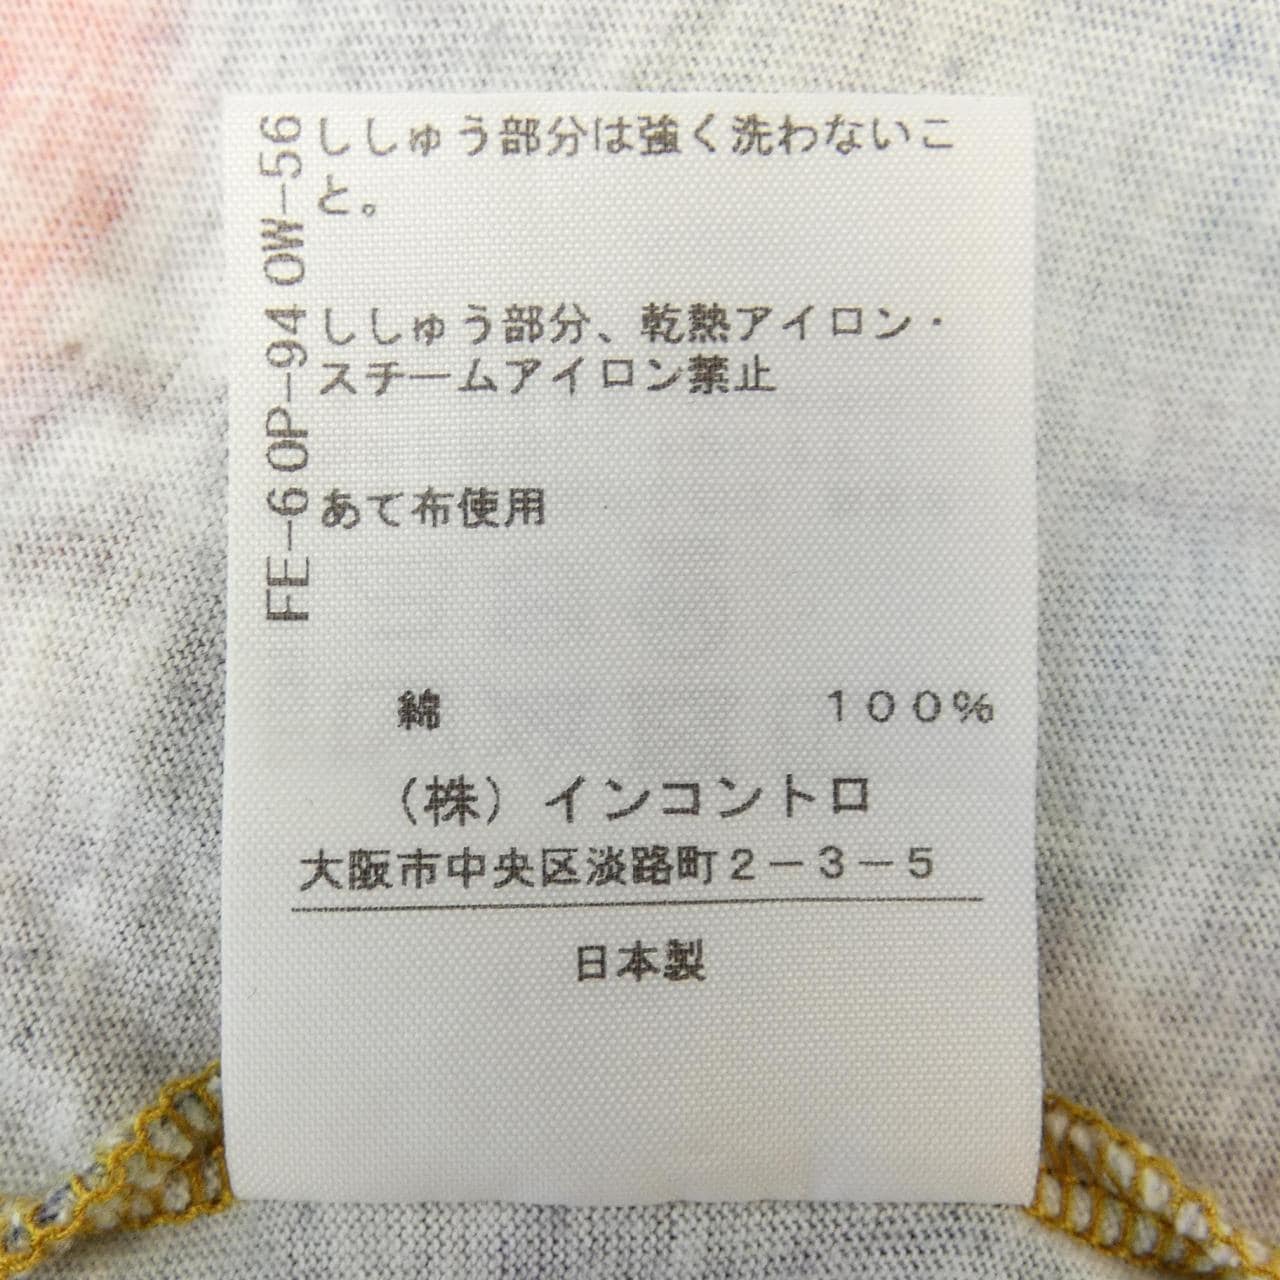 ししゅう部分は強く洗わないこ
と。
ししゅう部分、乾熱アイロン・
スチームアイロン禁止
あて布使用
FE-6OP-94OW-56
綿 100%
（株）インコントロ
大阪市中央区淡路町2-3-5
日本製